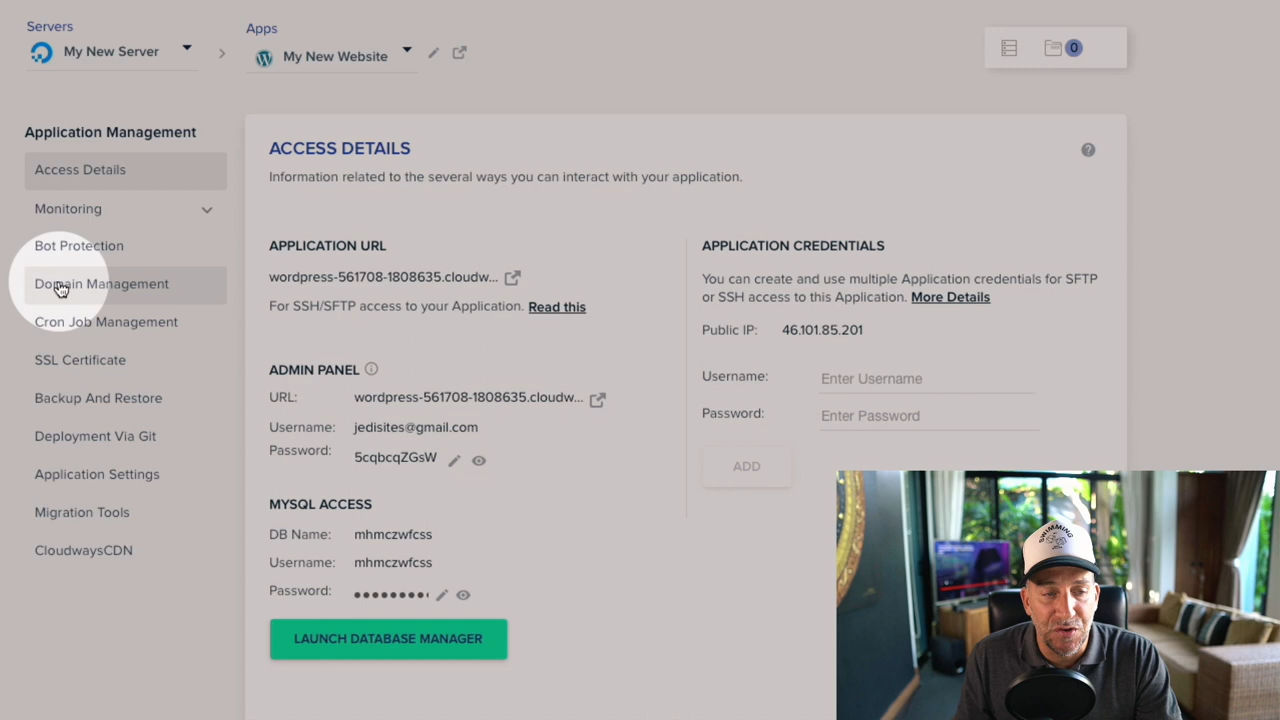 Servers
My New Server
Apps
My New Website
0
Application Management
Access Details
Monitoring
Bot Protection
Domain Management
Cron Job Management
SSL Certificate
Backup And Restore
Deployment Via Git
Application Settings
Migration Tools
CloudwaysCDN
ACCESS DETAILS
Information related to the several ways you can interact with your application.
APPLICATION URL
wordpress-561708-1808635.cloudw...
For SSH/SFTP access to your Application. Read this
ADMIN PANEL
URL: wordpress-561708-1808635.cloudw...
Username: jedisites@gmail.com
Password: 5cqbcqZGsW
MYSQL ACCESS
DB Name: mhmczwfcss
Username: mhmczwfcss
Password:
LAUNCH DATABASE MANAGER
APPLICATION CREDENTIALS
You can create and use multiple Application credentials for SFTP
or SSH access to this Application. More Details
Public IP: 46.101.85.201
Username: Enter Username
Password: Enter Password
ADD
SWIMMING